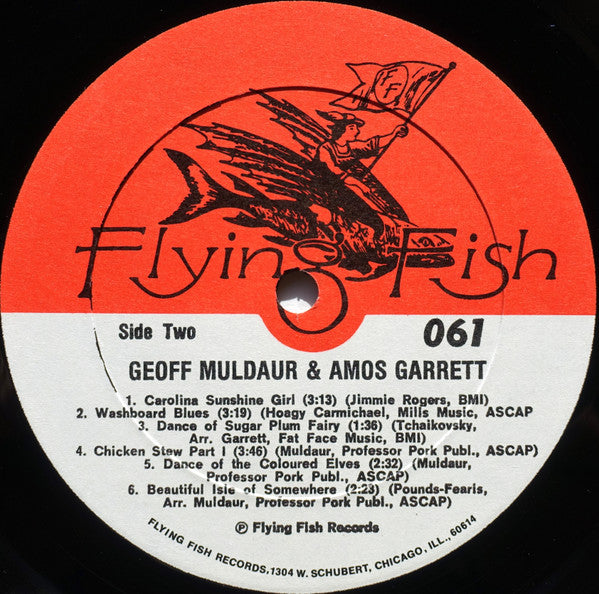 FF
Flying Fish
Side Two 061
GEOFF MULDAUR & AMOS GARRETT
1. Carolina Sunshine Girl (3:13) (Jimmie Rogers, BMI)
2. Washboard Blues (3:19) (Hoagy Carmichael, Mills Music, ASCAP
3. Dance of Sugar Plum Fairy (1:36) (Tchaikovsky,
Arr. Garrett, Fat Face Music, BMI)
4. Chicken Stew Part I (3:46) (Muldaur, Professor Pork Publ., ASCAP)
5. Dance of the Coloured Elves (2:32) (Muldaur,
Professor Pork Publ., ASCAP)
6. Beautiful Isle of Somewhere (2:23) (Pounds-Fearis,
Arr. Muldaur, Professor Pork Publ., ASCAP)
℗ Flying Fish Records
FLYING FISH RECORDS, 1304 W. SCHUBERT, CHICAGO, ILL., 60614